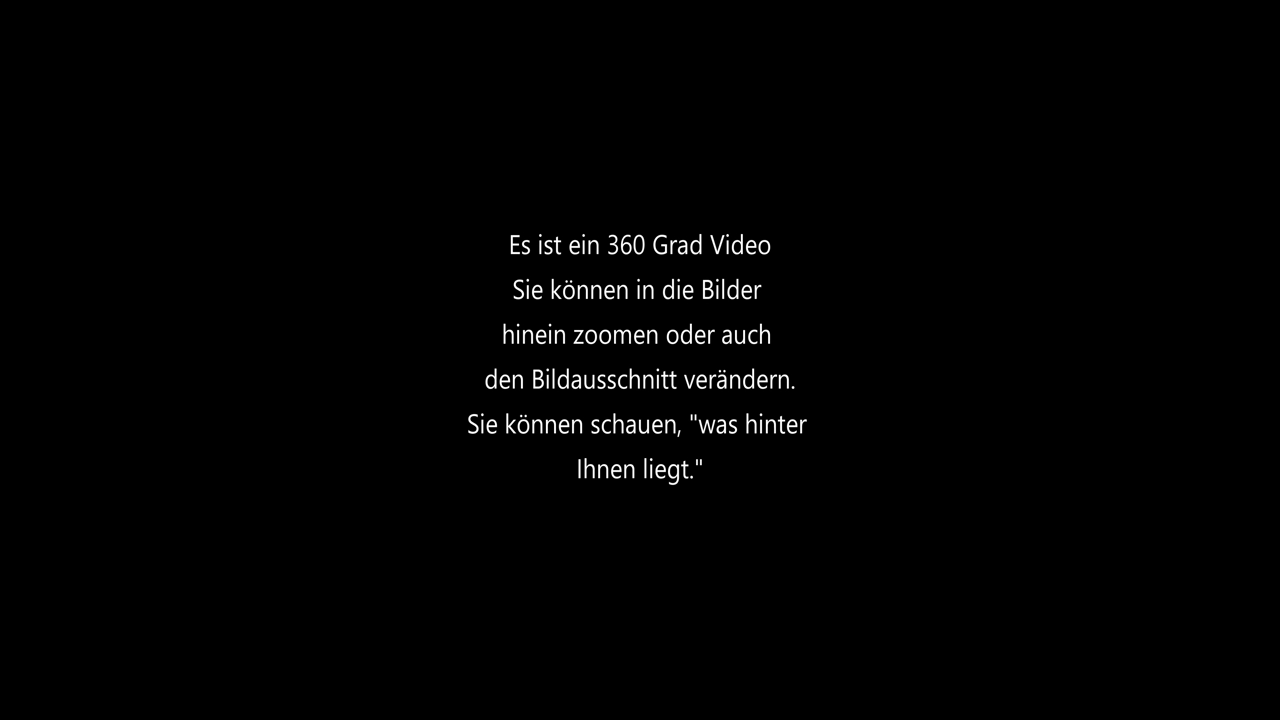 Es ist ein 360 Grad Video
Sie können in die Bilder
hinein zoomen oder auch
den Bildausschnitt verändern.
Sie können schauen, "was hinter
Ihnen liegt."